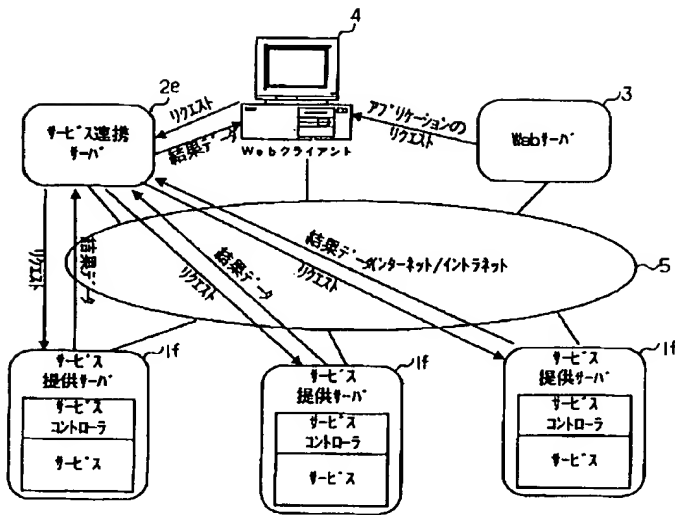 4
2e
サービス連携
サーバ
リクエスト
結果データ
Webクライアント
アプリケーションの
リクエスト
3
Webサーバ
リクエスト
結果データ
結果データ
リクエスト
結果データ
リクエスト
インターネット/イントラネット
5
1f
サービス
提供サーバ
サービス
コントローラ
サービス
1f
サービス
提供サーバ
サービス
コントローラ
サービス
1f
サービス
提供サーバ
サービス
コントローラ
サービス